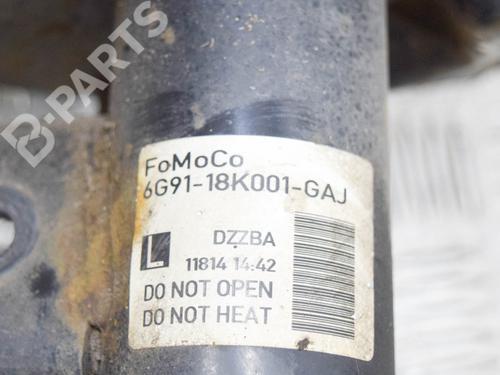 B-PARTS
FoMoCo
6G91-18K001-GAJ
L DZZBA
11814 14:42
DO NOT OPEN
DO NOT HEAT